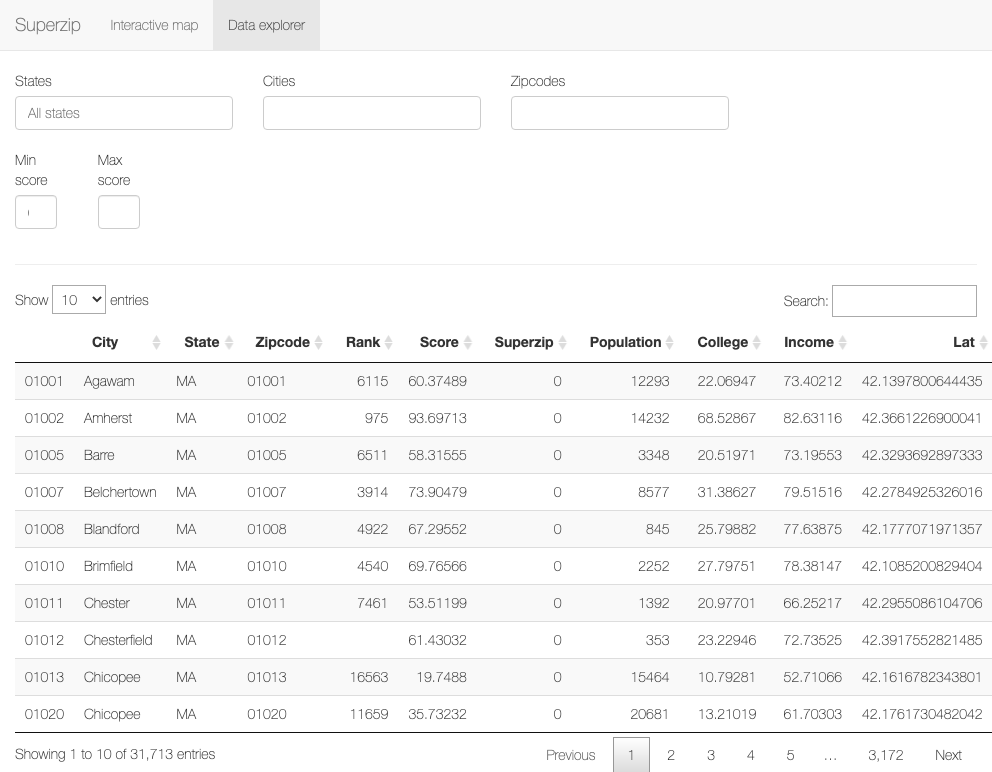 Superzip Interactive map Data explorer
States Cities Zipcodes
All states
Min score Max score
Show 10 entries Search:
City State Zipcode Rank Score Superzip Population College Income Lat
01001 Agawam MA 01001 6115 60.37489 0 12293 22.06947 73.40212 42.1397800644435
01002 Amherst MA 01002 975 93.69713 0 14232 68.52867 82.63116 42.3661226900041
01005 Barre MA 01005 6511 58.31555 0 3348 20.51971 73.19553 42.3293692897333
01007 Belchertown MA 01007 3914 73.90479 0 8577 31.38627 79.51516 42.2784925326016
01008 Blandford MA 01008 4922 67.29552 0 845 25.79882 77.63875 42.1777071971357
01010 Brimfield MA 01010 4540 69.76566 0 2252 27.79751 78.38147 42.1085200829404
01011 Chester MA 01011 7461 53.51199 0 1392 20.97701 66.25217 42.2955086104706
01012 Chesterfield MA 01012 61.43032 0 353 23.22946 72.73525 42.3917552821485
01013 Chicopee MA 01013 16563 19.7488 0 15464 10.79281 52.71066 42.1616782343801
01020 Chicopee MA 01020 11659 35.73232 0 20681 13.21019 61.70303 42.1761730482042
Showing 1 to 10 of 31,713 entries Previous 1 2 3 4 5 … 3,172 Next